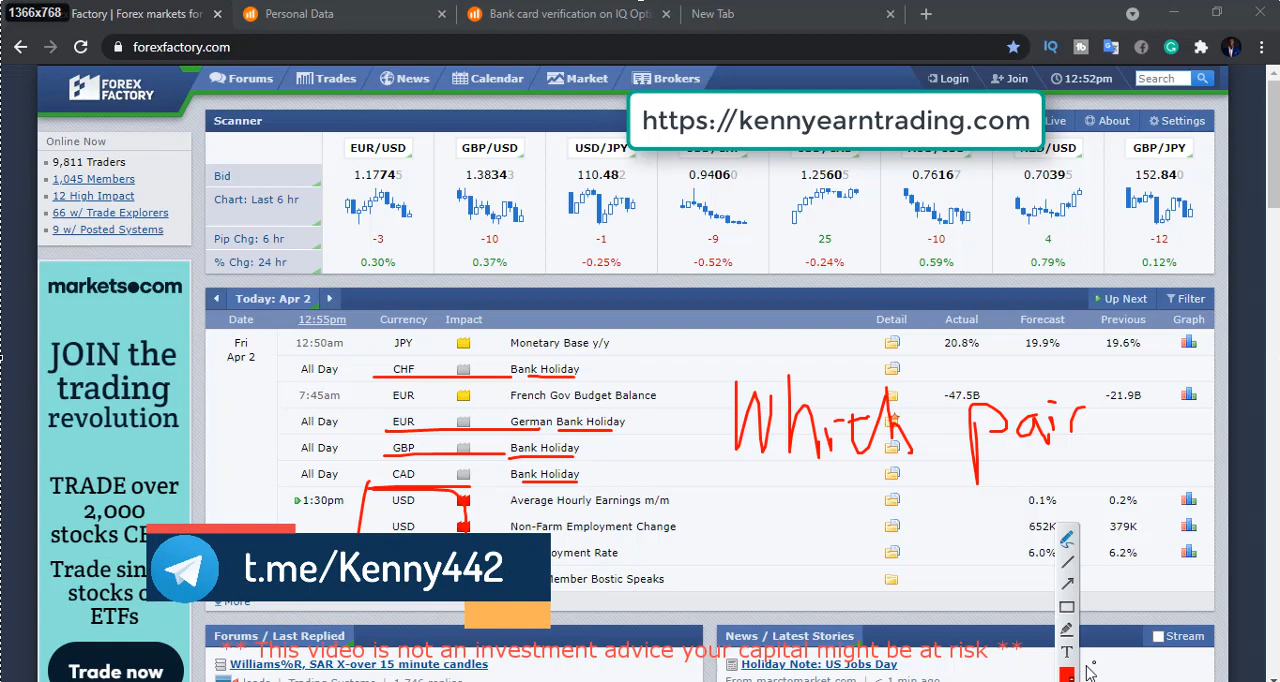 1366x768
Factory | Forex markets for
Personal Data
Bank card verification on IQ Opti
New Tab
forexfactory.com
IQ
FOREX
FACTORY
Forums
Trades
News
Calendar
Market
Brokers
Login
Join
12:52pm
Search
https://kennyearntrading.com
Online Now
9,811 Traders
1,045 Members
12 High Impact
66 w/ Trade Explorers
9 w/ Posted Systems
Scanner
Live
About
Settings
EUR/USD GBP/USD USD/JPY GBP/JPY
Bid 1.17745 1.38343 110.482 0.94060 1.25605 0.76167 0.70395 152.840
Chart: Last 6 hr
Pip Chg: 6 hr -3 -10 -1 -9 25 -10 4 -12
% Chg: 24 hr 0.30% 0.37% -0.25% -0.52% -0.24% 0.59% 0.79% 0.12%
Today: Apr 2
Up Next
Filter
Date 12:55pm Currency Impact Detail Actual Forecast Previous Graph
Fri
Apr 2
12:50am JPY Monetary Base y/y 20.8% 19.9% 19.6%
All Day CHF Bank Holiday
7:45am EUR French Gov Budget Balance -47.5B -21.9B
All Day EUR German Bank Holiday
All Day GBP Bank Holiday
All Day CAD Bank Holiday
1:30pm USD Average Hourly Earnings m/m 0.1% 0.2%
USD Non-Farm Employment Change 652K 379K
ployment Rate 6.0% 6.2%
Member Bostic Speaks
More
Which pair
markets.com
JOIN the
trading
revolution
TRADE over
2,000
stocks
Trade
stocks
ETFs
Trade now
t.me/Kenny442
Forums / Last Replied
Williams%R, SAR X-over 15 minute candles
News / Latest Stories
Stream
Holiday Note: US Jobs Day
From marctomarket.com | < 1 min ago
** This video is not an investment advice your capital might be at risk **
T